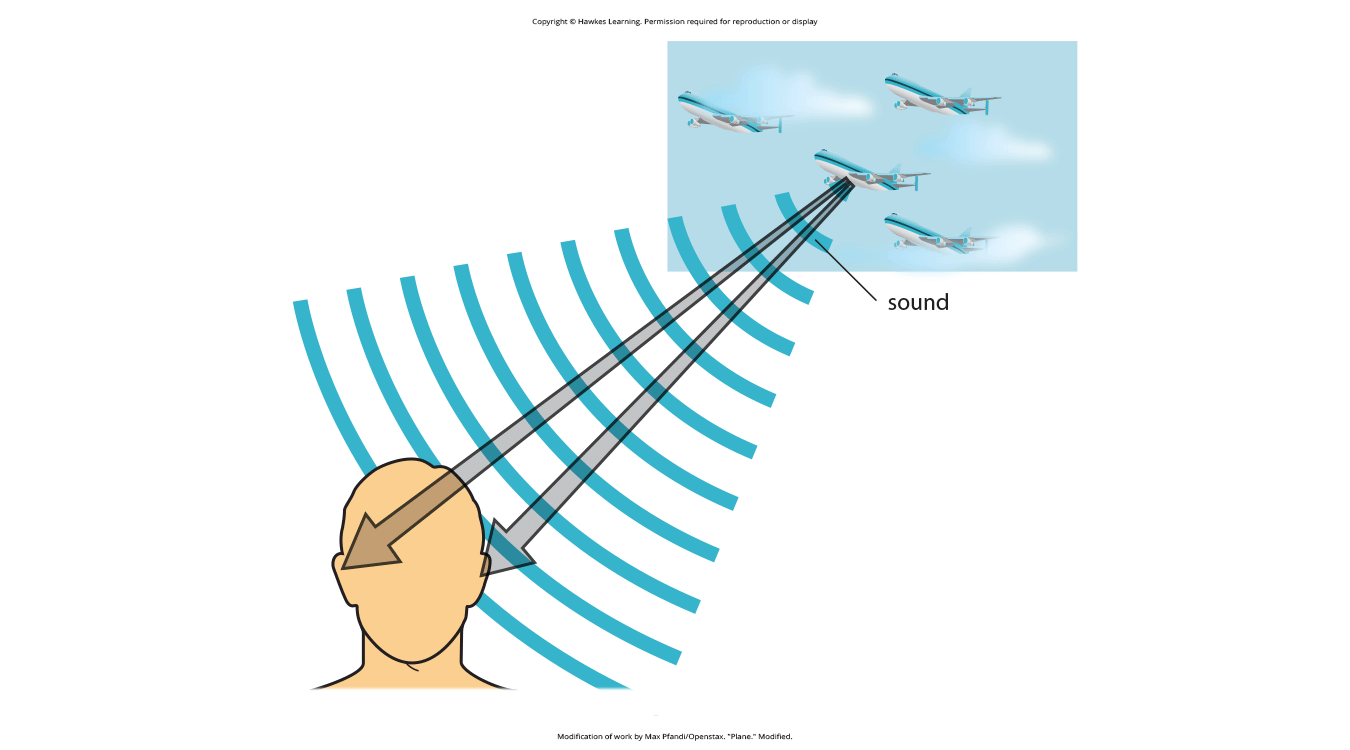 Copyright © Hawkes Learning. Permission required for reproduction or display
sound
Modification of work by Max Pfandi/Openstax. "Plane." Modified.